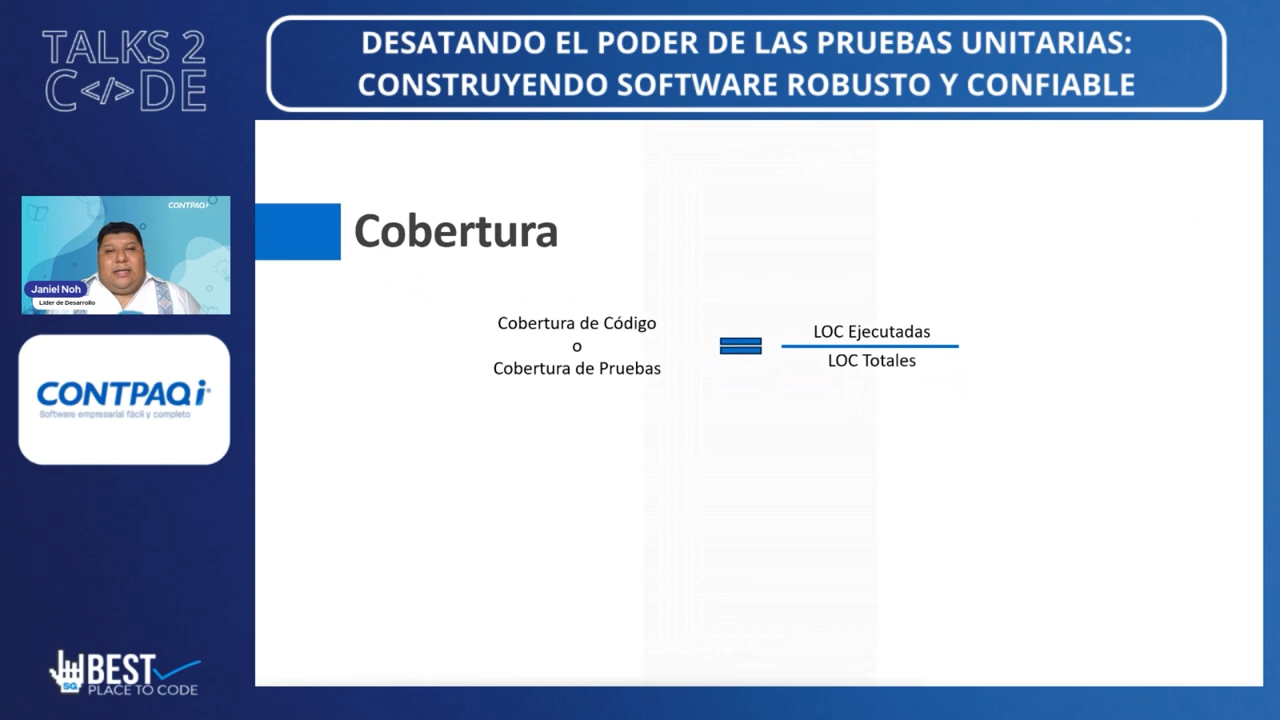 TALKS 2
C</>DE
DESATANDO EL PODER DE LAS PRUEBAS UNITARIAS:
CONSTRUYENDO SOFTWARE ROBUSTO Y CONFIABLE
CONTPAQi
Janiel Noh
Líder de Desarrollo
CONTPAQi®
Software empresarial fácil y completo
Cobertura
Cobertura de Código
o
Cobertura de Pruebas
=
LOC Ejecutadas
LOC Totales
SG
BEST
PLACE TO CODE